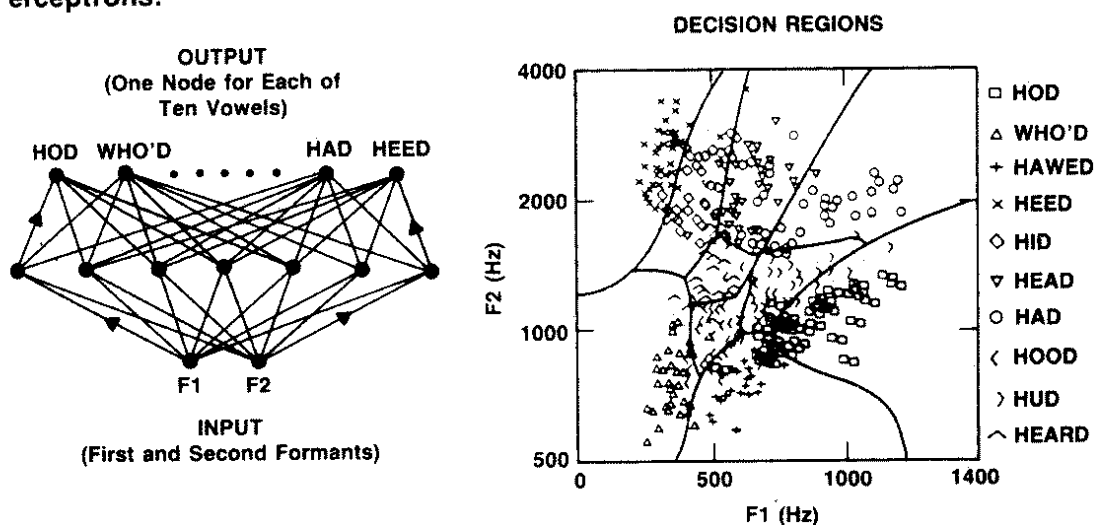 erceptrons.
OUTPUT
(One Node for Each of
Ten Vowels)
HOD WHO'D HAD HEED
F1 F2
INPUT
(First and Second Formants)
DECISION REGIONS
4000
2000
1000
500
F2 (Hz)
0 500 1000 1400
F1 (Hz)
HOD
WHO'D
HAWED
HEED
HID
HEAD
HAD
HOOD
HUD
HEARD